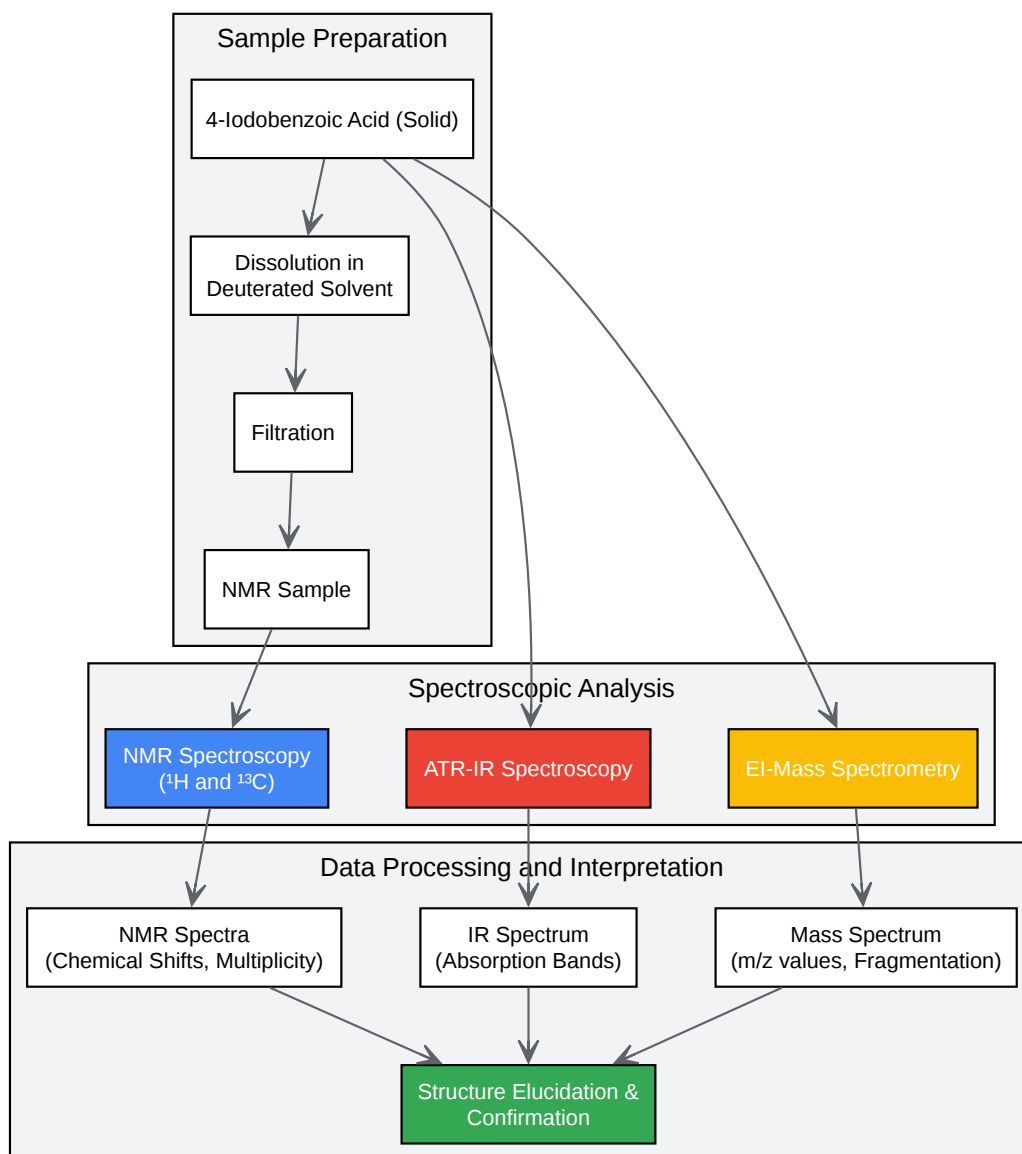 Sample Preparation
4-Iodobenzoic Acid (Solid)
Dissolution in
Deuterated Solvent
Filtration
NMR Sample
Spectroscopic Analysis
NMR Spectroscopy
(¹H and ¹³C)
ATR-IR Spectroscopy
EI-Mass Spectrometry
Data Processing and Interpretation
NMR Spectra
(Chemical Shifts, Multiplicity)
IR Spectrum
(Absorption Bands)
Mass Spectrum
(m/z values, Fragmentation)
Structure Elucidation &
Confirmation